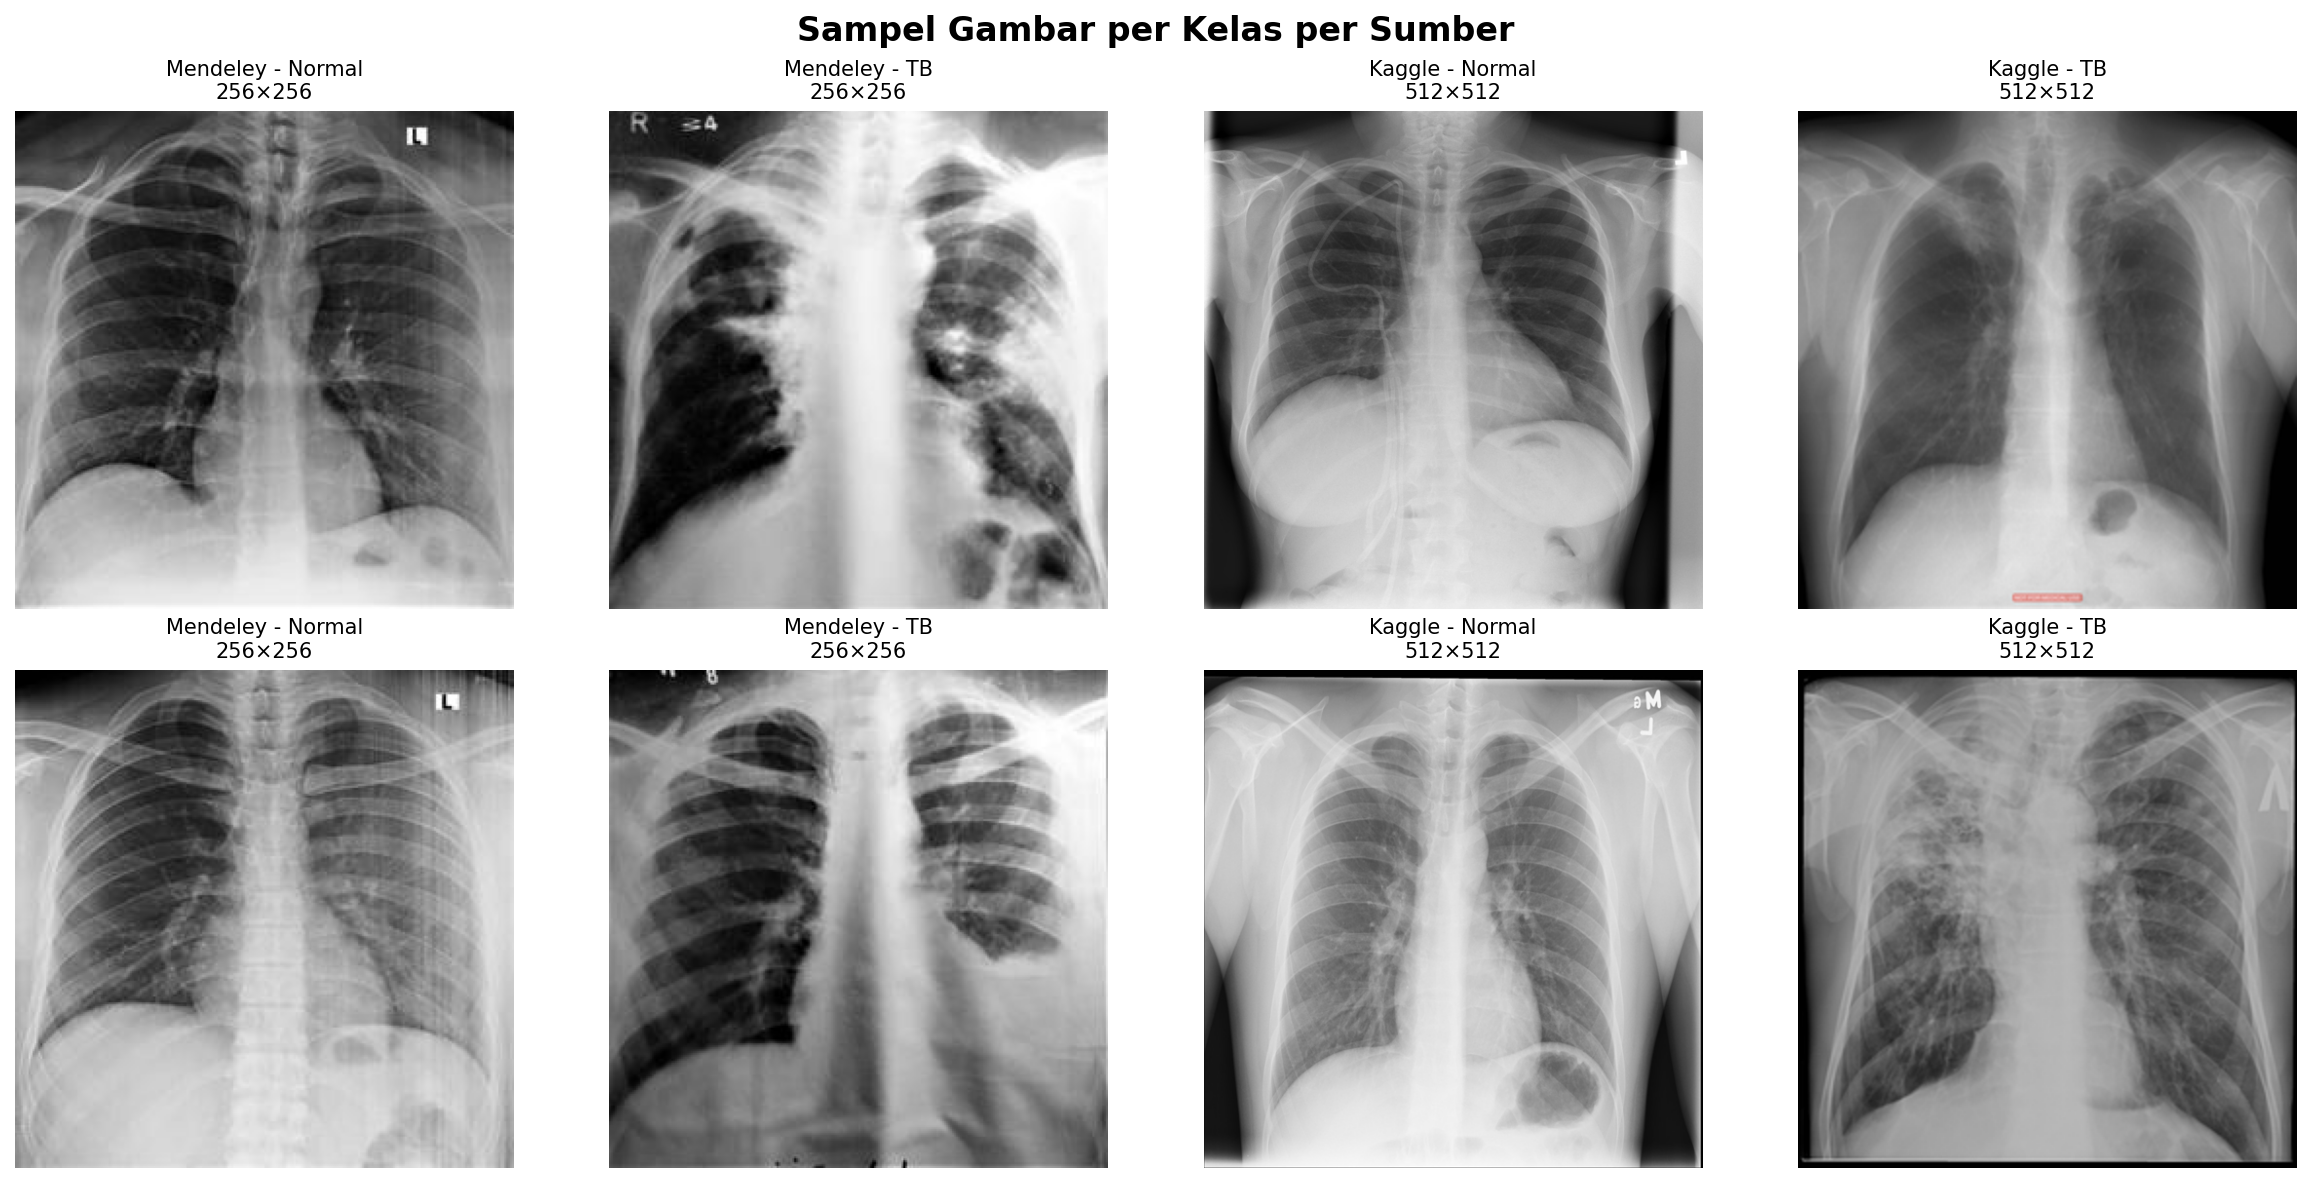 Sampel Gambar per Kelas per Sumber
Mendeley - Normal
256×256
Mendeley - TB
256×256
Kaggle - Normal
512×512
Kaggle - TB
512×512
L
R
L
Mendeley - Normal
256×256
Mendeley - TB
256×256
Kaggle - Normal
512×512
Kaggle - TB
512×512
L
M
L